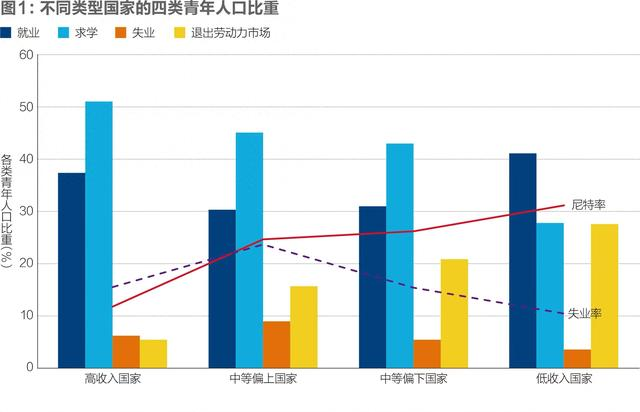 图1：不同类型国家的四类青年人口比重
就业 求学 失业 退出劳动力市场
各类青年人口比重(%)
60
50
40
30
20
10
0
尼特率
失业率
高收入国家 中等偏上国家 中等偏下国家 低收入国家